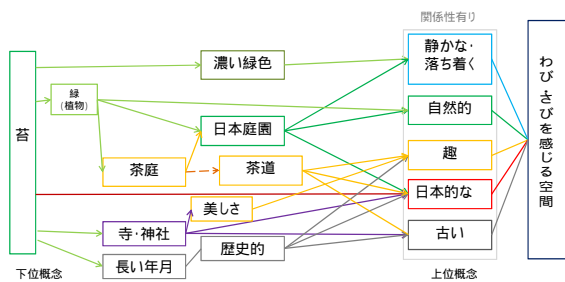 関係性有り
静かな・
落ち着く
濃い緑色
緑
(植物)
自然的
日本庭園
苔
趣
茶庭
茶道
日本的な
美しさ
寺・神社
古い
歴史的
長い年月
わび・さびを感じる空間
下位概念
上位概念